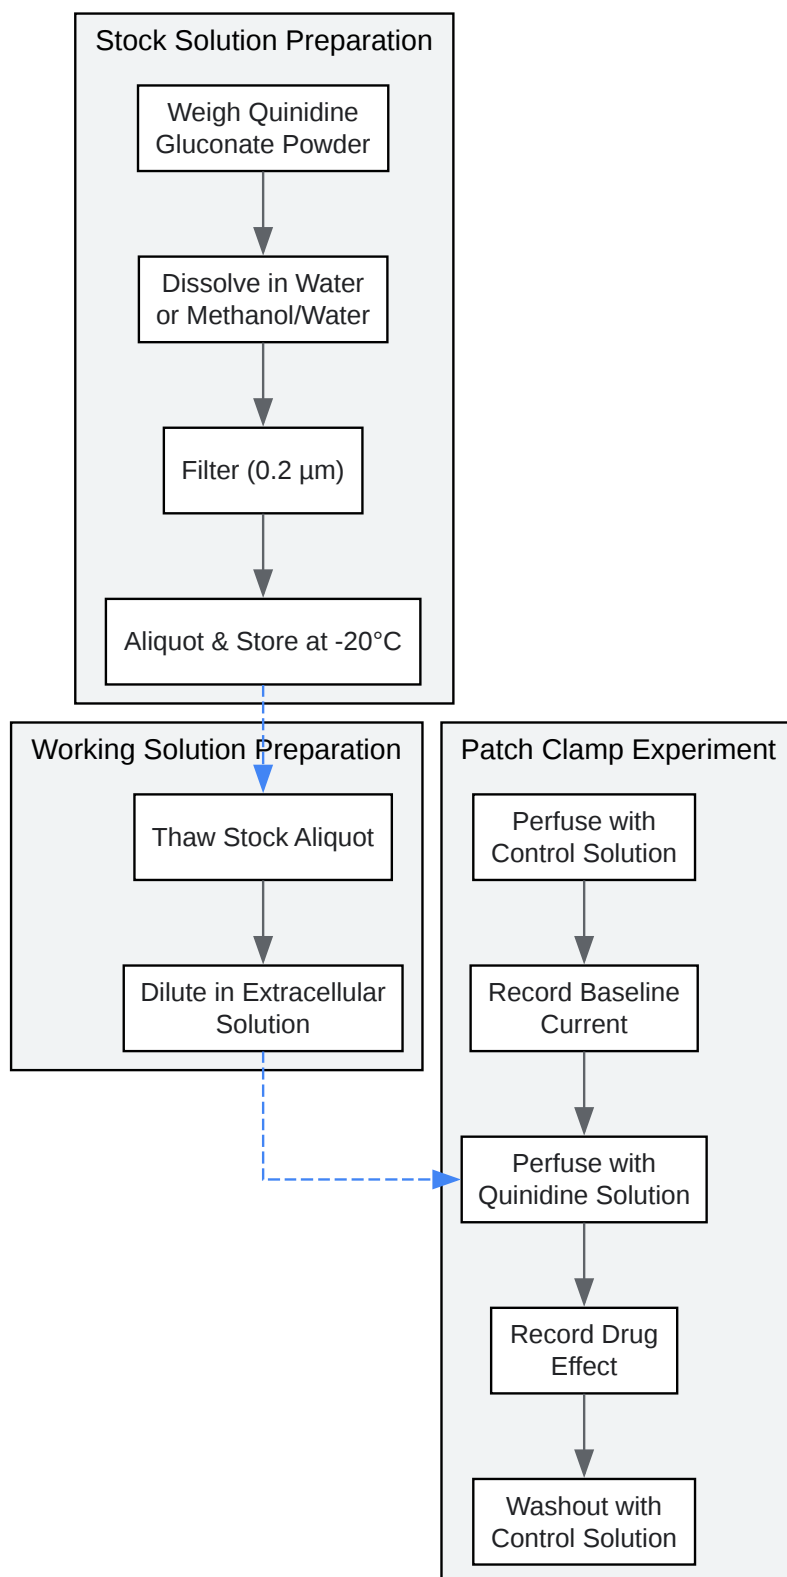 Stock Solution Preparation
Weigh Quinidine
Gluconate Powder
Dissolve in Water
or Methanol/Water
Filter (0.2 µm)
Aliquot & Store at -20°C
Working Solution Preparation
Thaw Stock Aliquot
Dilute in Extracellular
Solution
Patch Clamp Experiment
Perfuse with
Control Solution
Record Baseline
Current
Perfuse with
Quinidine Solution
Record Drug
Effect
Washout with
Control Solution